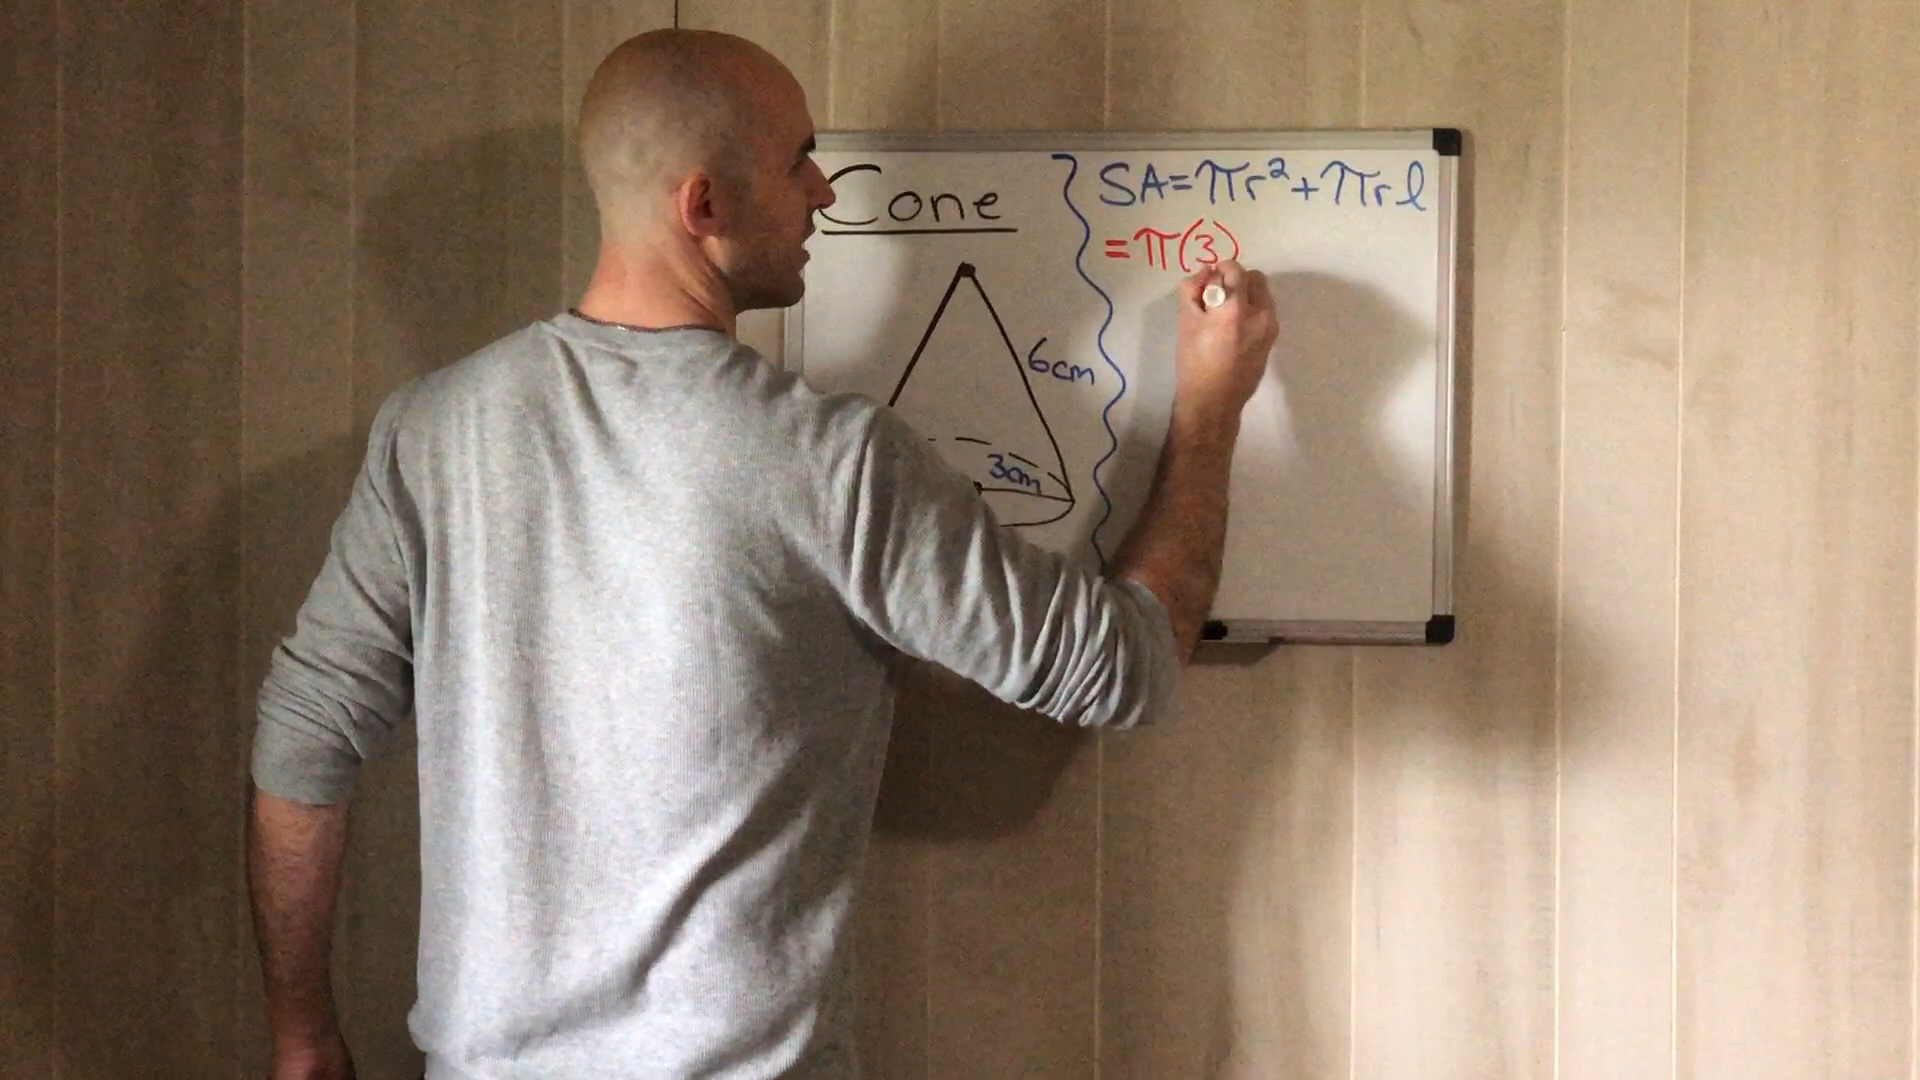 Cone
6cm
3cm
SA=πr²+πrl
=π(3)